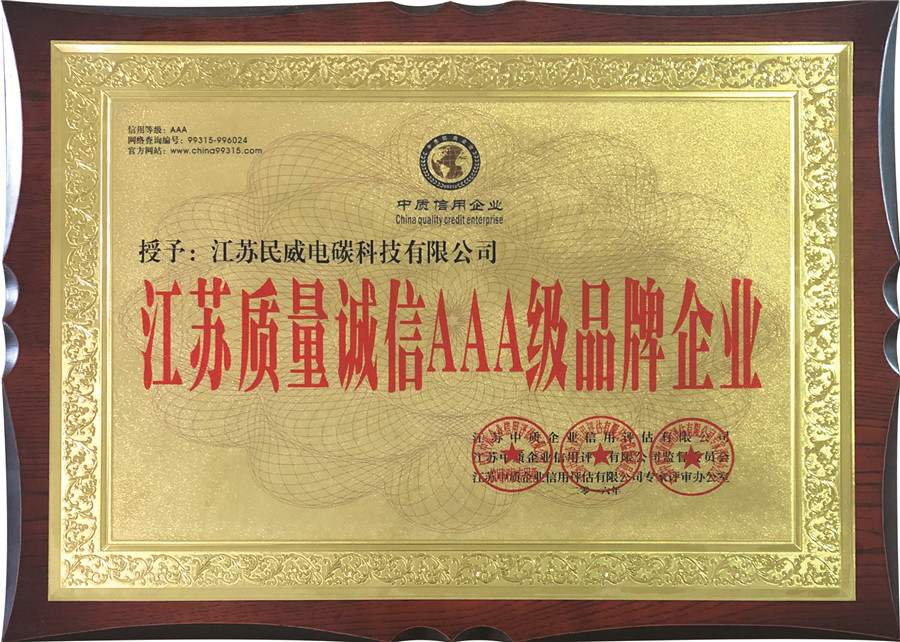 信用等级：AAA
网络查询编号：99315-996024
官方网站：www.china99315.com
中质信用企业
China quality credit enterprise
授予：江苏民威电碳科技有限公司
江苏质量诚信AAA级品牌企业
江苏中质企业信用评估有限公司
江苏中质企业信用评估有限公司监督委员会
江苏中质企业信用评估有限公司专家评审办公室
二零一六年